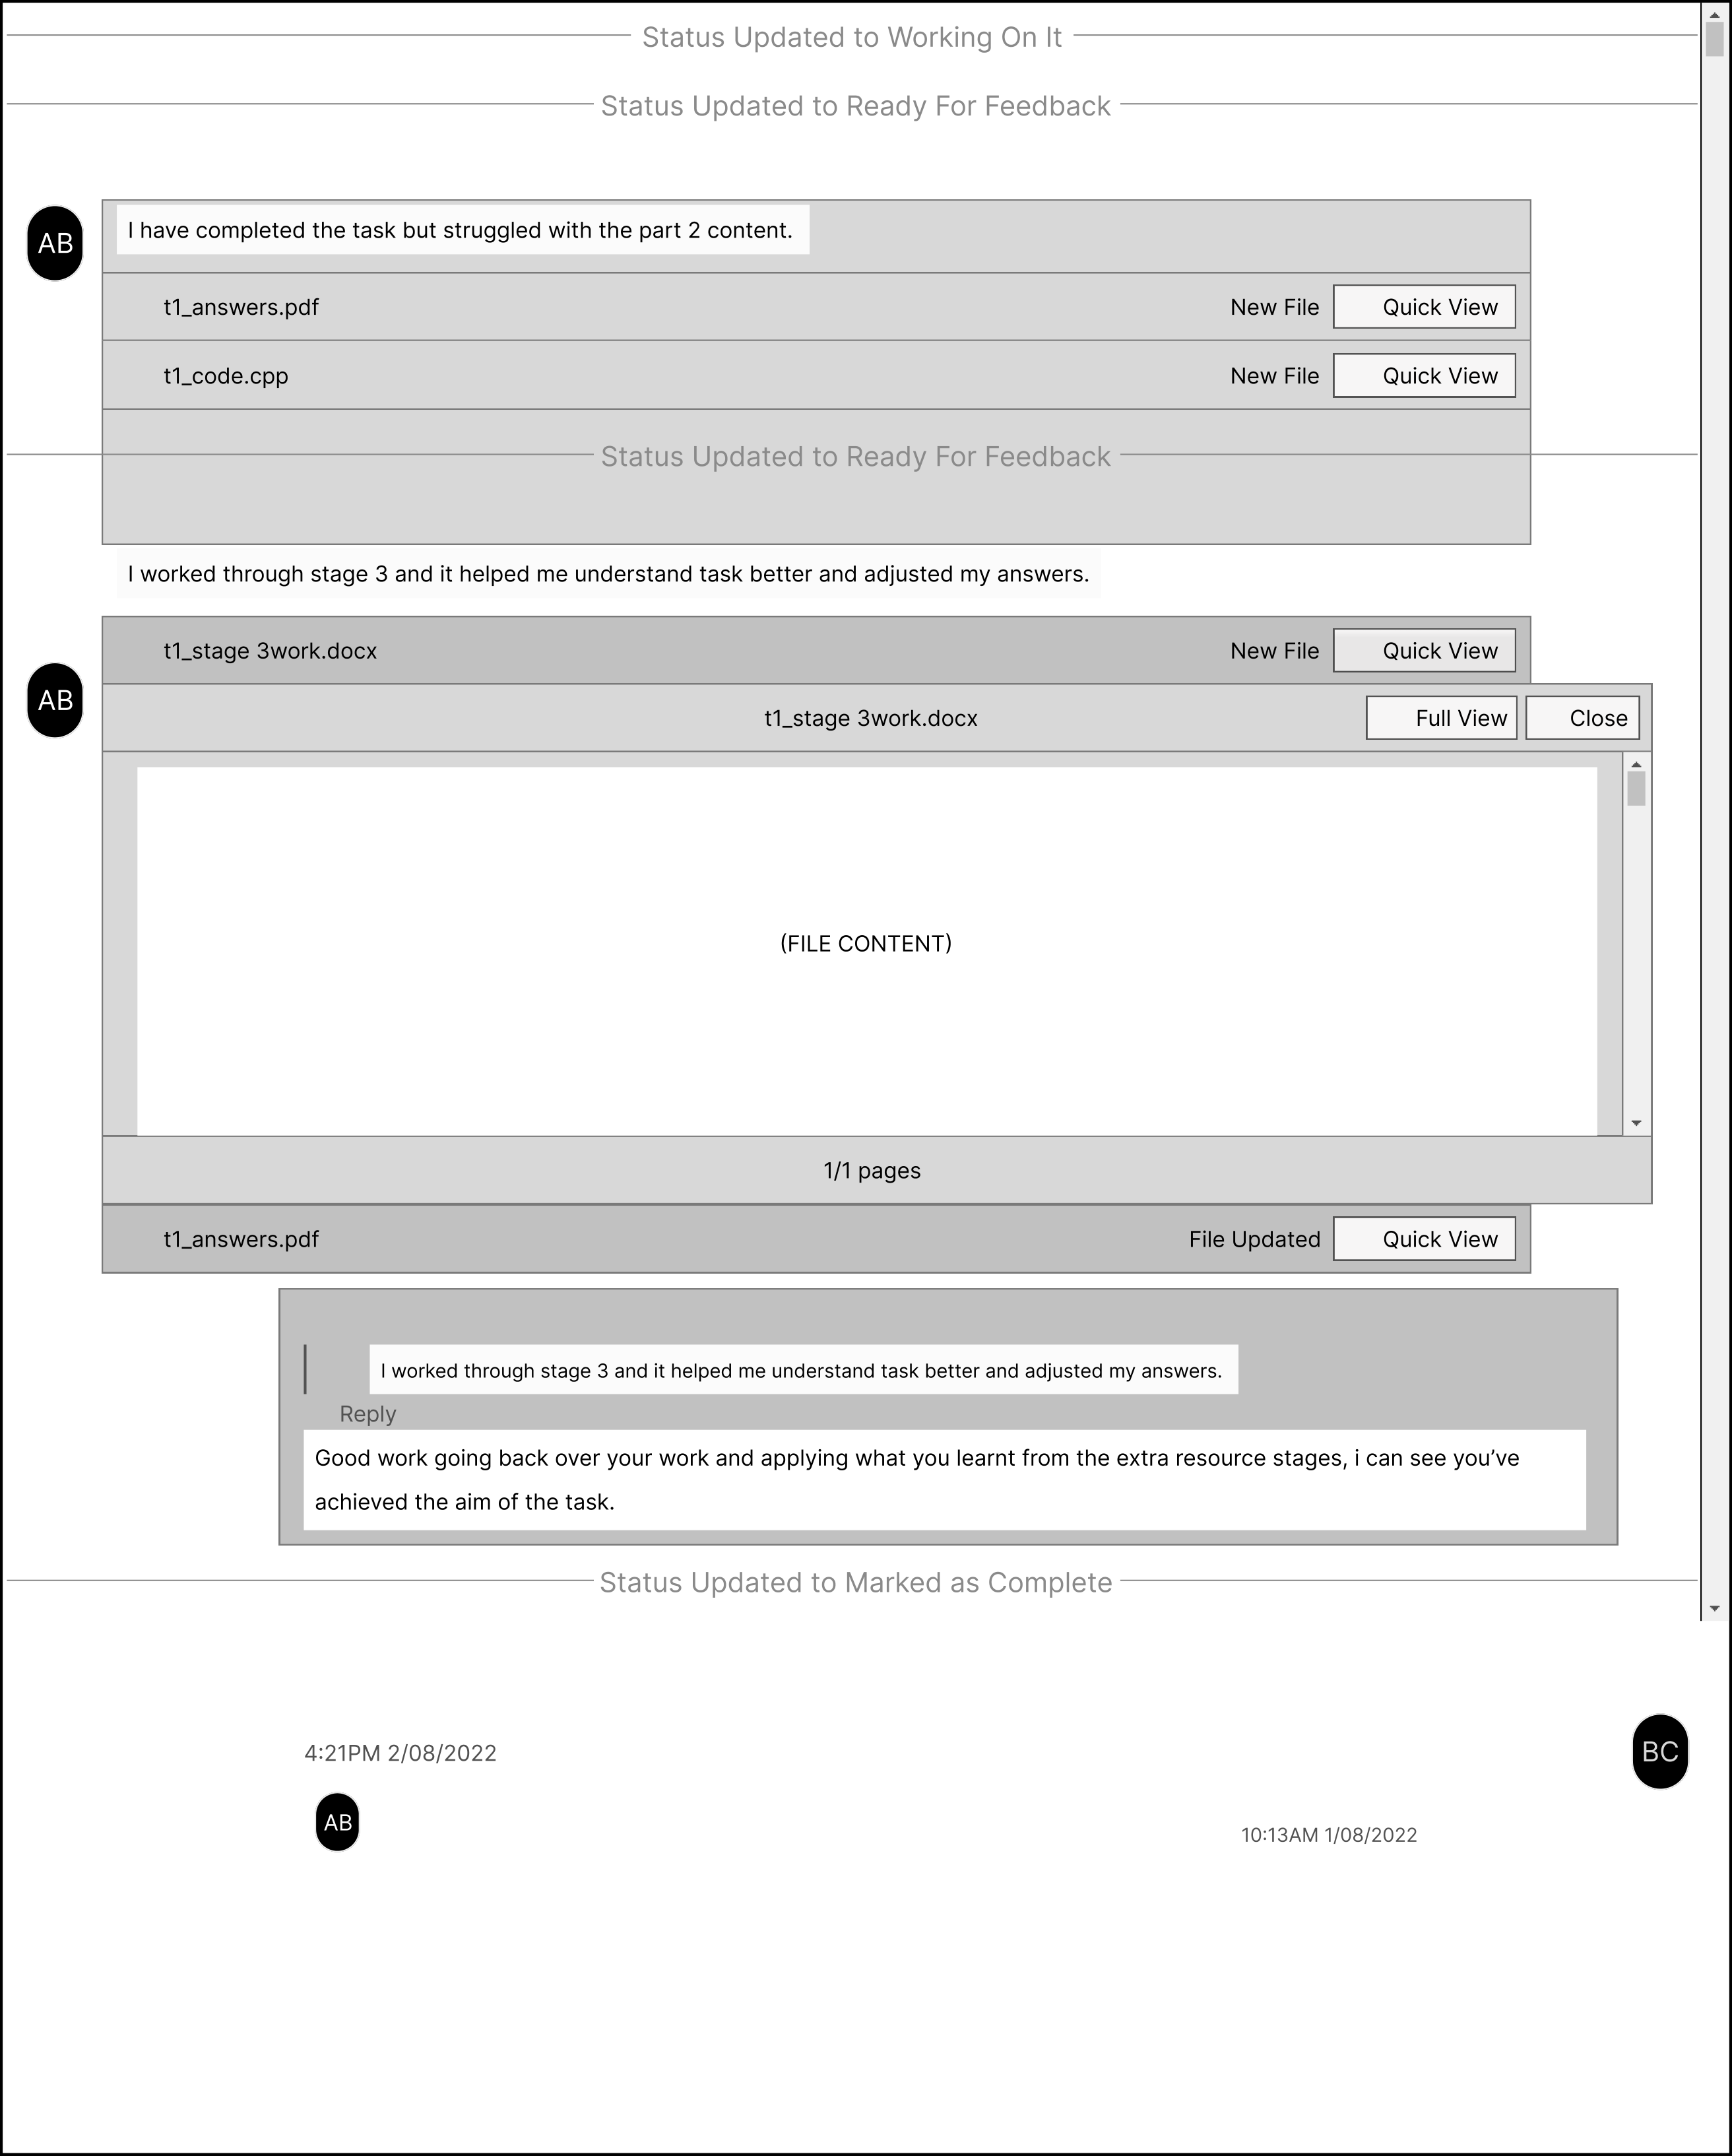 Status Updated to Working On It
Status Updated to Ready For Feedback
AB
I have completed the task but struggled with the part 2 content.
t1_answers.pdf New File Quick View
t1_code.cpp New File Quick View
Status Updated to Ready For Feedback
I worked through stage 3 and it helped me understand task better and adjusted my answers.
t1_stage 3work.docx New File Quick View
AB
t1_stage 3work.docx Full View Close
(FILE CONTENT)
1/1 pages
t1_answers.pdf File Updated Quick View
I worked through stage 3 and it helped me understand task better and adjusted my answers.
Reply
Good work going back over your work and applying what you learnt from the extra resource stages, i can see you’ve
achieved the aim of the task.
Status Updated to Marked as Complete
4:21PM 2/08/2022
BC
AB
10:13AM 1/08/2022